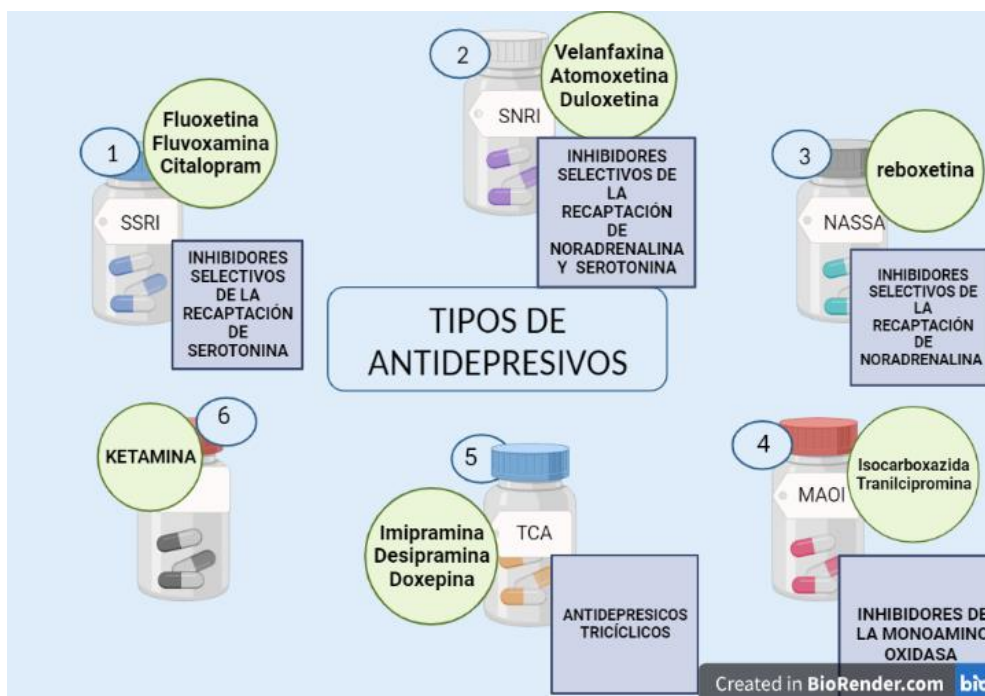 1
Fluoxetina
Fluvoxamina
Citalopram
SSRI
INHIBIDORES
SELECTIVOS
DE LA
RECAPTACIÓN
DE
SEROTONINA
2
Velanfaxina
Atomoxetina
Duloxetina
SNRI
INHIBIDORES
SELECTIVOS DE
LA
RECAPTACIÓN
DE
NORADRENALINA
Y SEROTONINA
3
reboxetina
NASSA
INHIBIDORES
SELECTIVOS DE
LA
RECAPTACIÓN
DE
NORADRENALINA
TIPOS DE
ANTIDEPRESIVOS
6
KETAMINA
5
Imipramina
Desipramina
Doxepina
TCA
ANTIDEPRESICOS
TRICÍCLICOS
4
Isocarboxazida
Tranilcipromina
MAOI
INHIBIDORES DE
LA MONOAMINO
OXIDASA
Created in BioRender.com bio